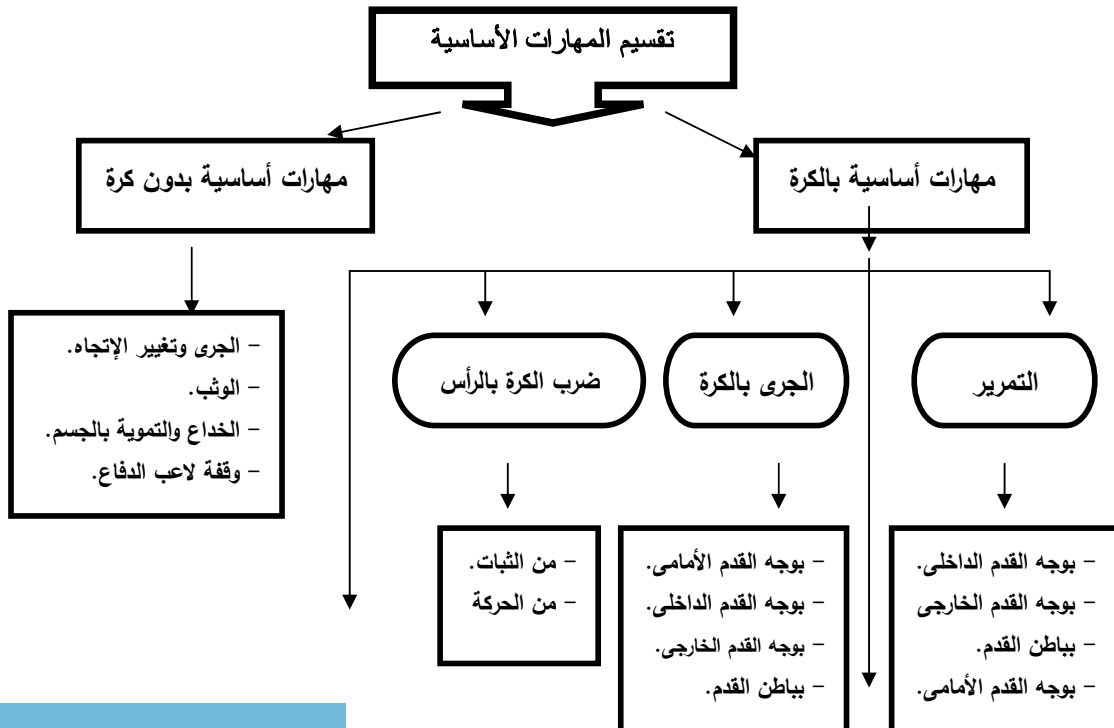 تقسيم المهارات الأساسية
مهارات أساسية بالكرة
مهارات أساسية بدون كرة
التمرير
الجرى بالكرة
ضرب الكرة بالرأس
– الجرى وتغيير الإتجاه.
– الوثب.
– الخداع والتموية بالجسم.
– وقفة لاعب الدفاع.
– بوجه القدم الداخلى.
– بوجه القدم الخارجى
– بباطن القدم.
– بوجه القدم الأمامى.
– بوجه القدم الأمامى.
– بوجه القدم الداخلى.
– بوجه القدم الخارجى.
– بباطن القدم.
– من الثبات.
– من الحركة